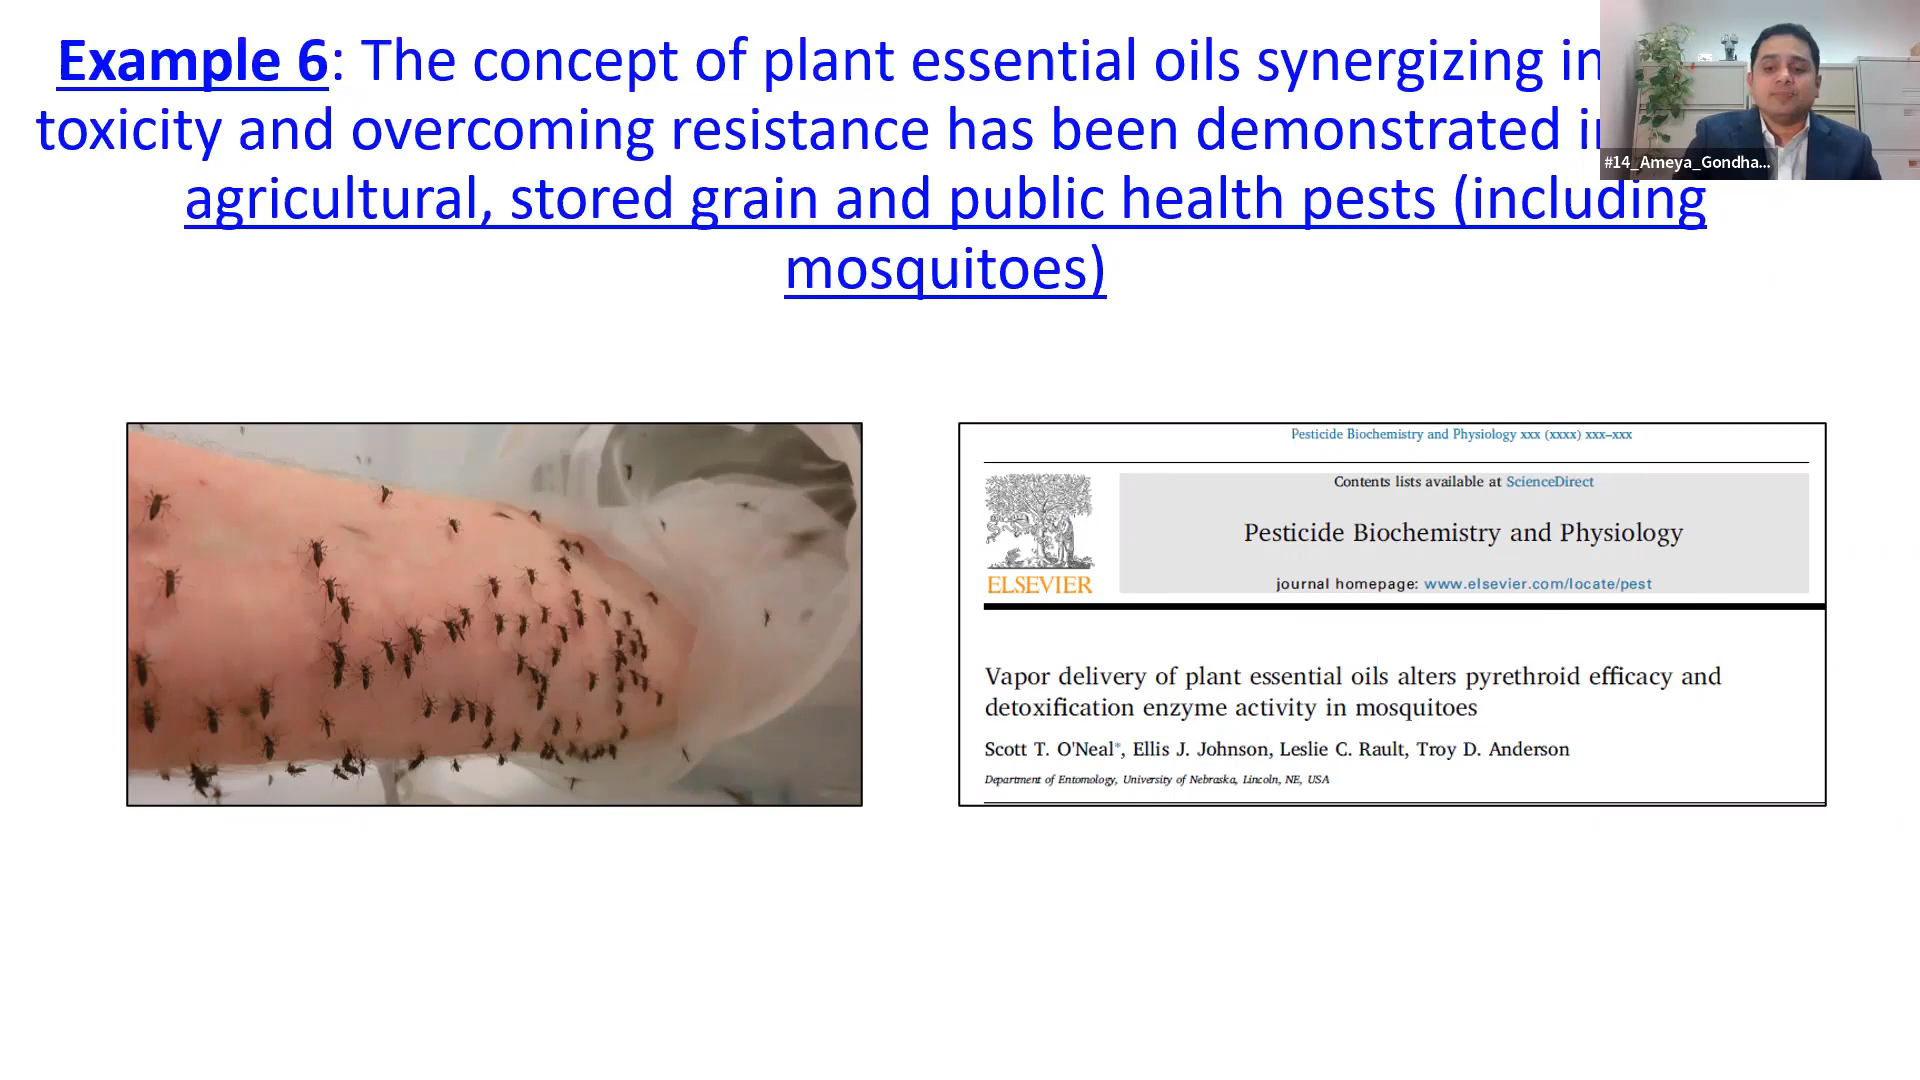 Example 6: The concept of plant essential oils synergizing
toxicity and overcoming resistance has been demonstrated
agricultural, stored grain and public health pests (including
mosquitoes)
#14_Ameya_Gondha...
Pesticide Biochemistry and Physiology xxx (xxxx) xxx–xxx
Contents lists available at ScienceDirect
Pesticide Biochemistry and Physiology
journal homepage: www.elsevier.com/locate/pest
ELSEVIER
Vapor delivery of plant essential oils alters pyrethroid efficacy and
detoxification enzyme activity in mosquitoes
Scott T. O'Neal*, Ellis J. Johnson, Leslie C. Rault, Troy D. Anderson
Department of Entomology, University of Nebraska, Lincoln, NE, USA